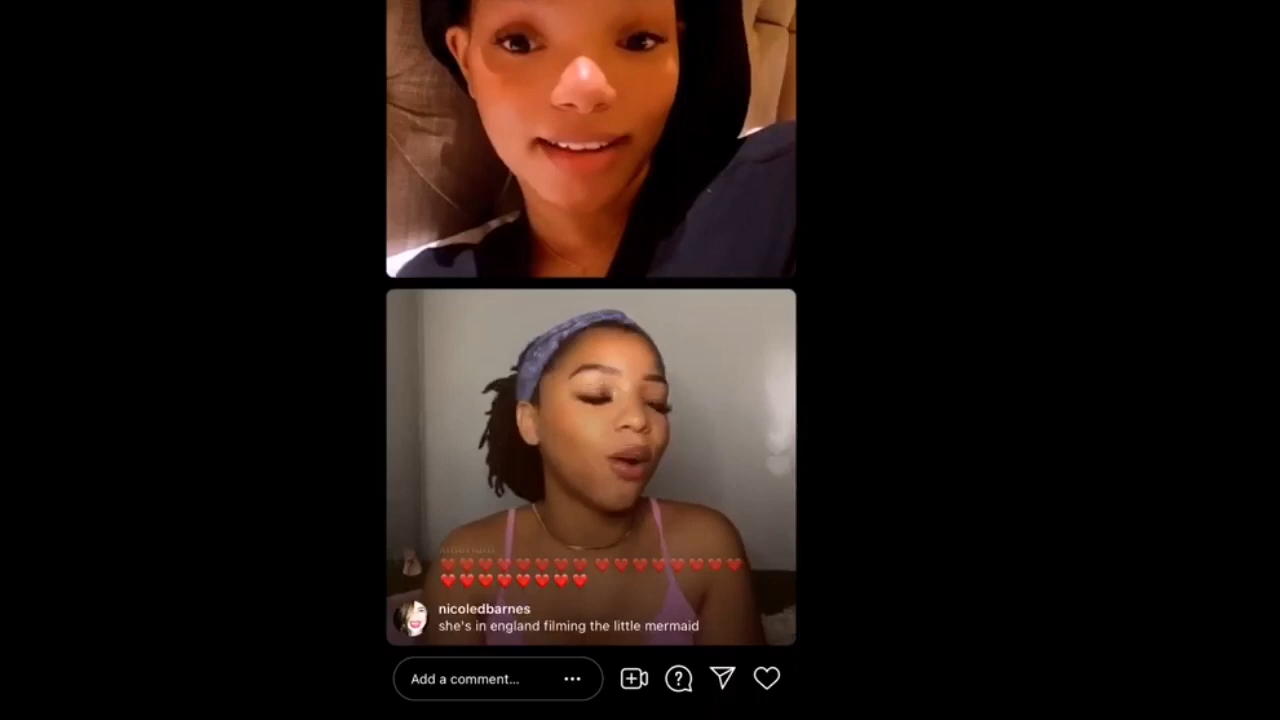 ❤️❤️❤️❤️❤️❤️❤️❤️ ❤️❤️❤️❤️❤️❤️❤️❤️
❤️❤️❤️❤️❤️❤️❤️❤️
nicoledbarnes
she's in england filming the little mermaid
Add a comment...